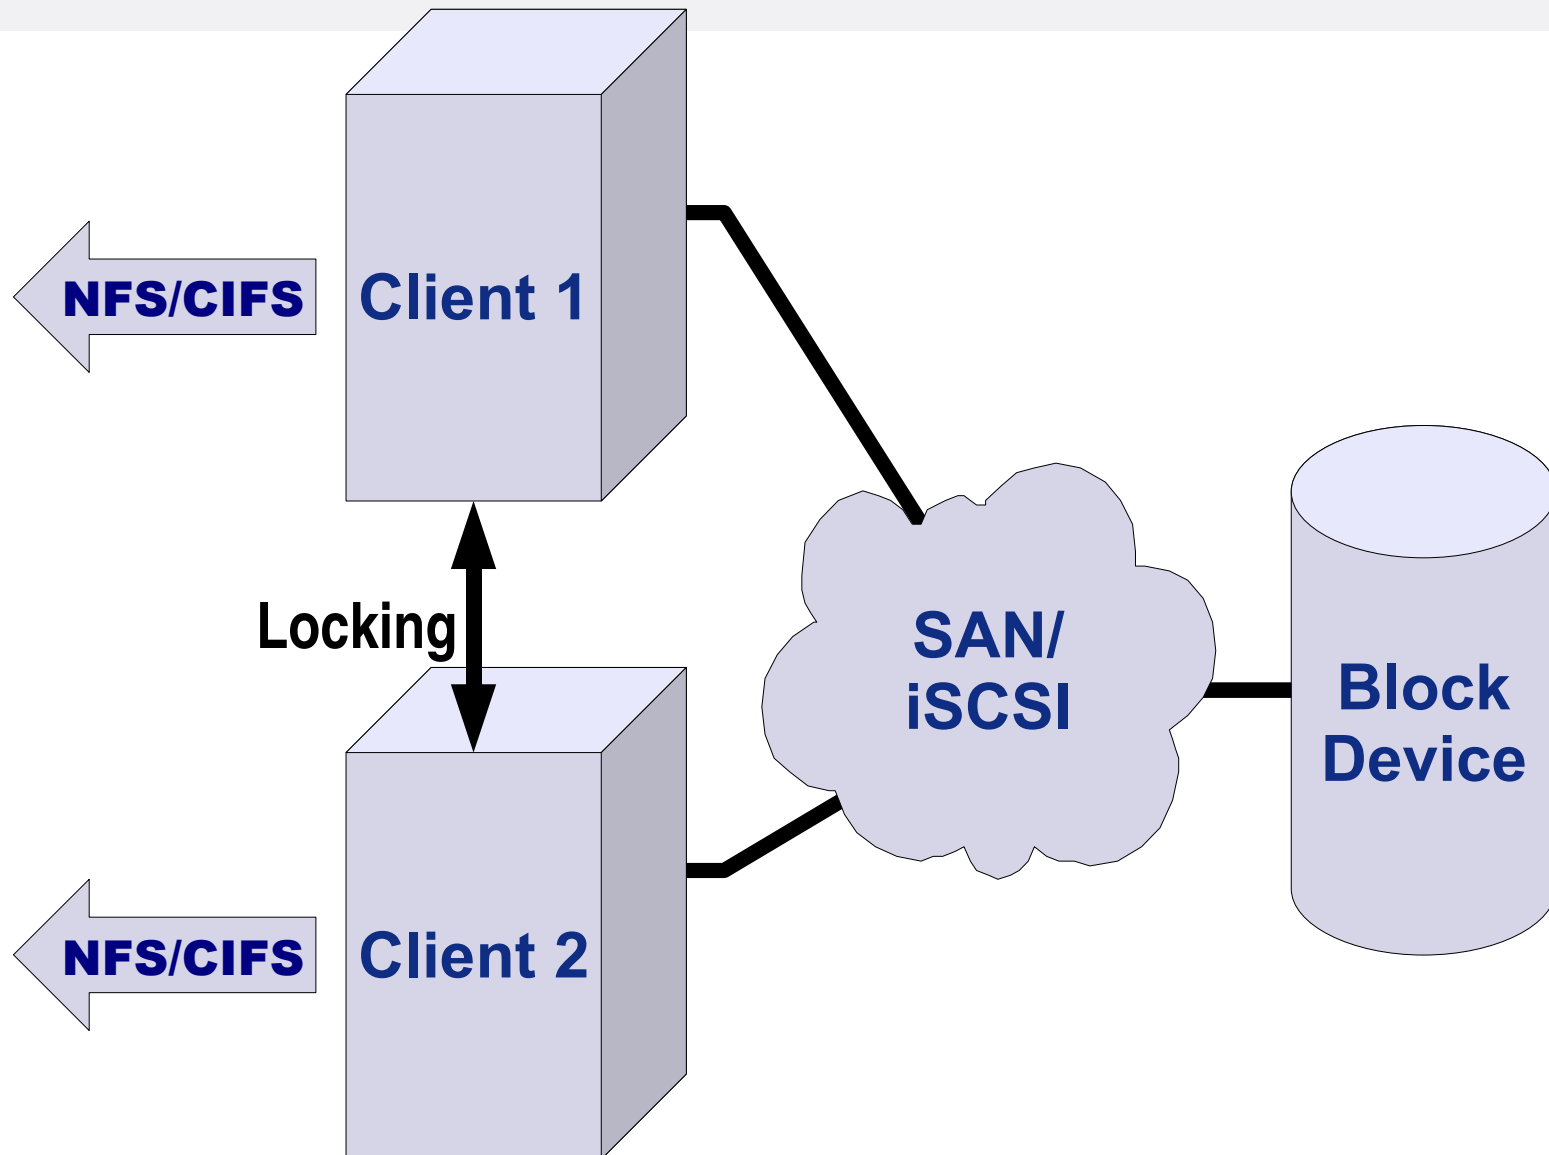 NFS/CIFS
Client 1
Locking
SAN/
iSCSI
Block
Device
NFS/CIFS
Client 2